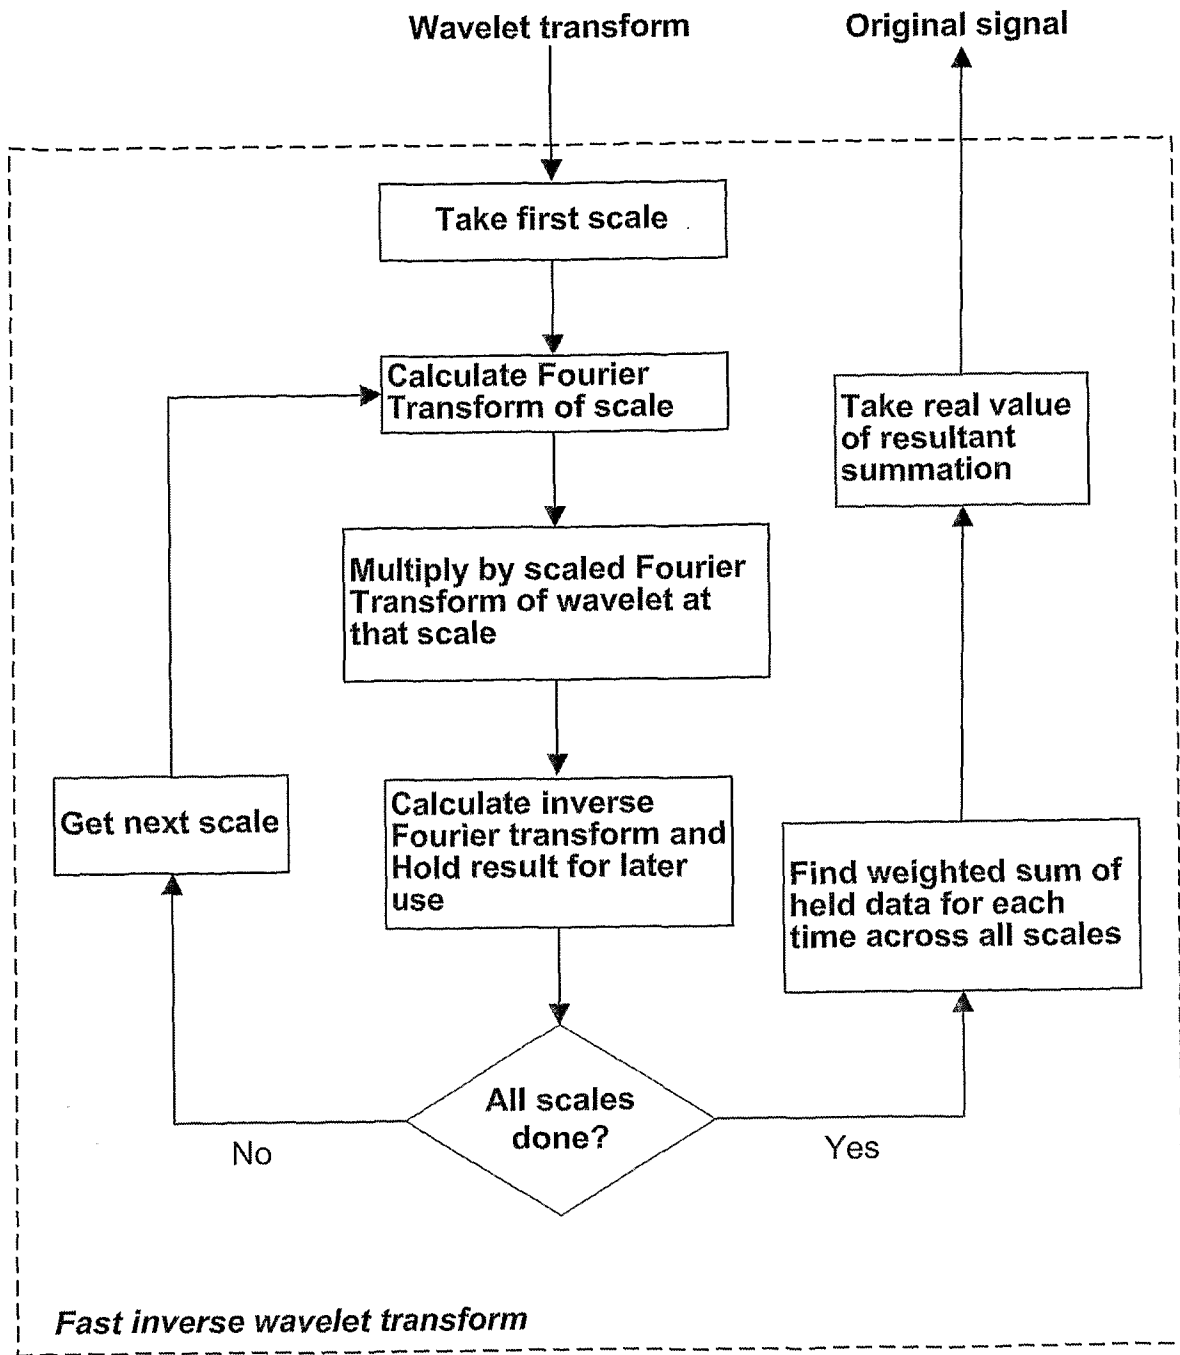 Wavelet transform
Original signal
Take first scale
Calculate Fourier
Transform of scale
Take real value
of resultant
summation
Multiply by scaled Fourier
Transform of wavelet at
that scale
Get next scale
Calculate inverse
Fourier transform and
Hold result for later
use
Find weighted sum of
held data for each
time across all scales
All scales
done?
No
Yes
Fast inverse wavelet transform